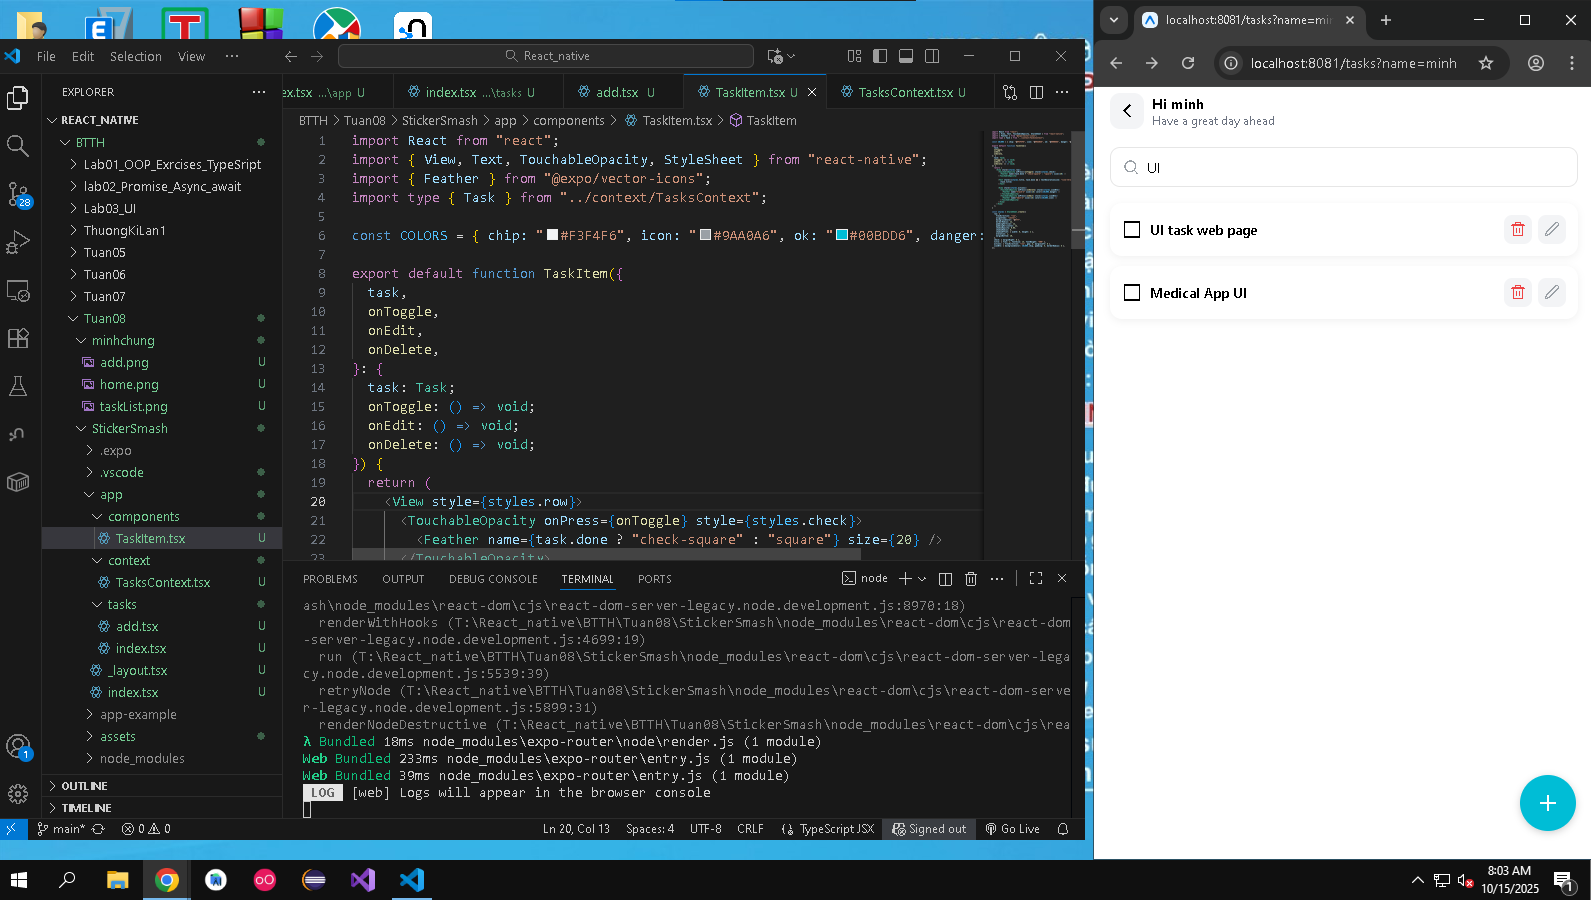 File Edit Selection View ···
React_native
EXPLORER
REACT_NATIVE
BTTH
Lab01_OOP_Exrcises_TypeSript
lab02_Promise_Async_await
Lab03_UI
ThuongKiLan1
Tuan05
Tuan06
Tuan07
Tuan08
minhchung
add.png U
home.png U
taskList.png U
StickerSmash
.expo
.vscode
app
components
TaskItem.tsx U
context
TasksContext.tsx U
tasks
add.tsx U
index.tsx U
_layout.tsx U
index.tsx U
app-example
assets
node_modules
OUTLINE
TIMELINE
28
1
ex.tsx ...\app U
index.tsx ...\tasks U
add.tsx U
TaskItem.tsx U
TasksContext.tsx U
BTTH > Tuan08 > StickerSmash > app > components > TaskItem.tsx > TaskItem
1 import React from "react";
2 import { View, Text, TouchableOpacity, StyleSheet } from "react-native";
3 import { Feather } from "@expo/vector-icons";
4 import type { Task } from "../context/TasksContext";
5
6 const COLORS = { chip: "#F3F4F6", icon: "#9AA0A6", ok: "#00BDD6", danger:
7
8 export default function TaskItem({
9 task,
10 onToggle,
11 onEdit,
12 onDelete,
13 }: {
14 task: Task;
15 onToggle: () => void;
16 onEdit: () => void;
17 onDelete: () => void;
18 }) {
19 return (
20 <View style={styles.row}>
21 <TouchableOpacity onPress={onToggle} style={styles.check}>
22 <Feather name={task.done ? "check-square" : "square"} size={20} />
23 </TouchableOpacity>
PROBLEMS OUTPUT DEBUG CONSOLE TERMINAL PORTS
node
ash\node_modules\react-dom\cjs\react-dom-server-legacy.node.development.js:8970:18)
renderWithHooks (T:\React_native\BTTH\Tuan08\StickerSmash\node_modules\react-dom\cjs\react-dom
-server-legacy.node.development.js:4699:19)
run (T:\React_native\BTTH\Tuan08\StickerSmash\node_modules\react-dom\cjs\react-dom-server-lega
cy.node.development.js:5539:39)
retryNode (T:\React_native\BTTH\Tuan08\StickerSmash\node_modules\react-dom\cjs\react-dom-serve
r-legacy.node.development.js:5899:31)
renderNodeDestructive (T:\React_native\BTTH\Tuan08\StickerSmash\node_modules\react-dom\cjs\rea
λ Bundled 18ms node_modules\expo-router\node\render.js (1 module)
Web Bundled 233ms node_modules\expo-router\entry.js (1 module)
Web Bundled 39ms node_modules\expo-router\entry.js (1 module)
LOG [web] Logs will appear in the browser console
main* 0 0 Ln 20, Col 13 Spaces: 4 UTF-8 CRLF TypeScript JSX Signed out Go Live
localhost:8081/tasks?name=min
localhost:8081/tasks?name=minh
Hi minh
Have a great day ahead
UI
UI task web page
Medical App UI
8:03 AM
10/15/2025
1